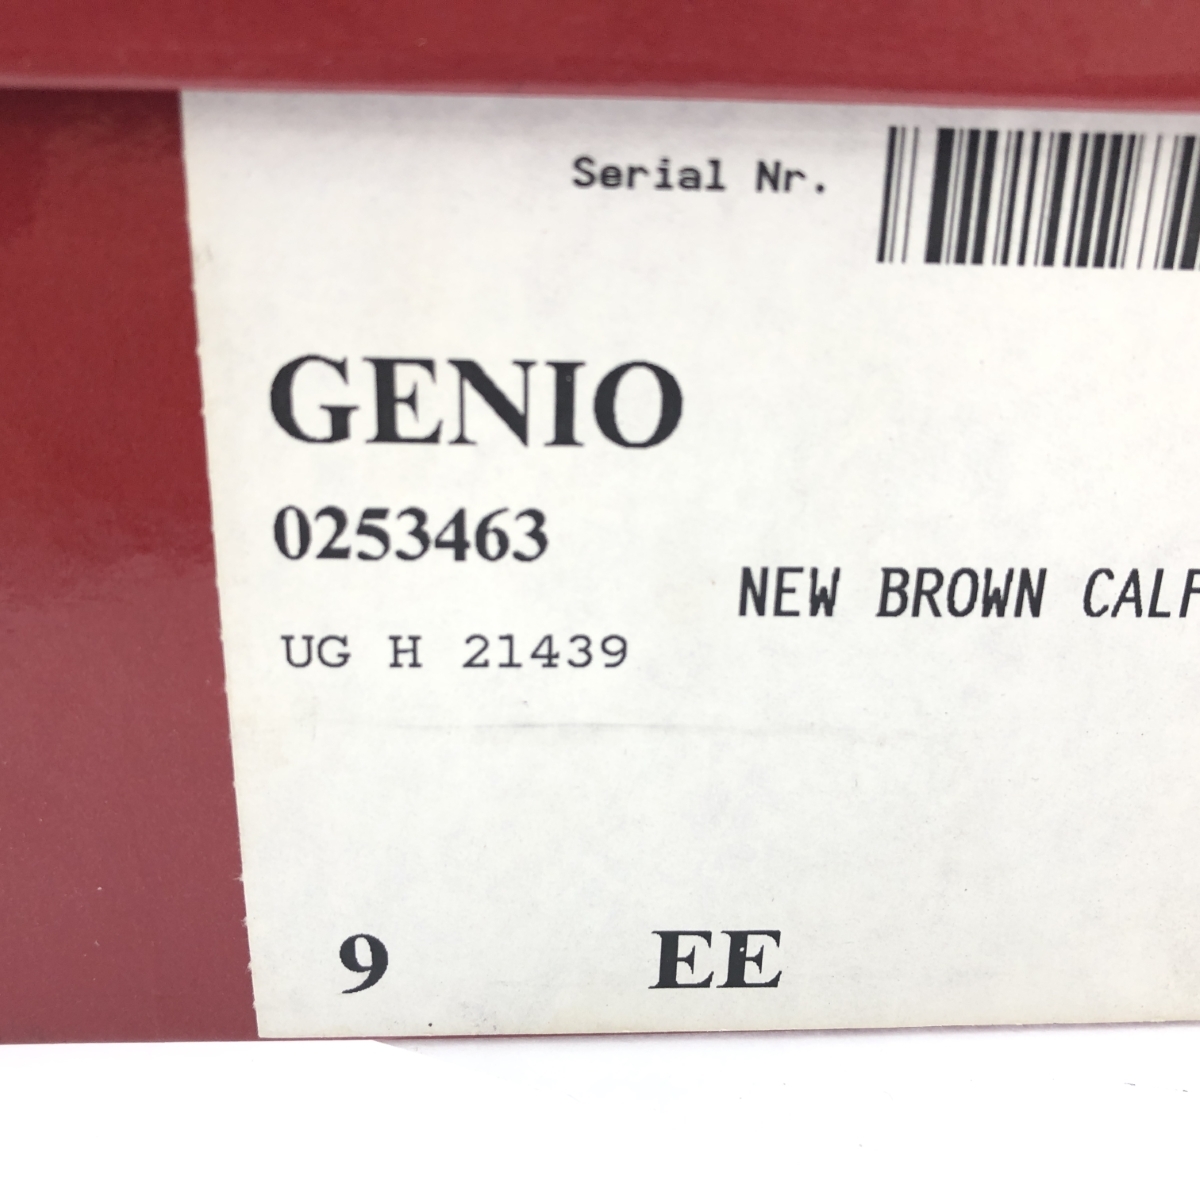 Serial Nr.
GENIO
0253463
NEW BROWN CALF
UG H 21439
9 EE